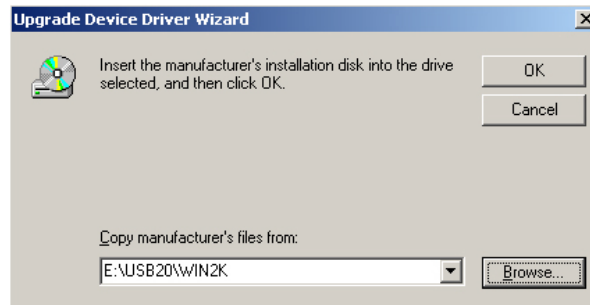 Upgrade Device Driver Wizard
Insert the manufacturer's installation disk into the drive
selected, and then click OK.
OK
Cancel
Copy manufacturer's files from:
E:\USB20\WIN2K
Browse...